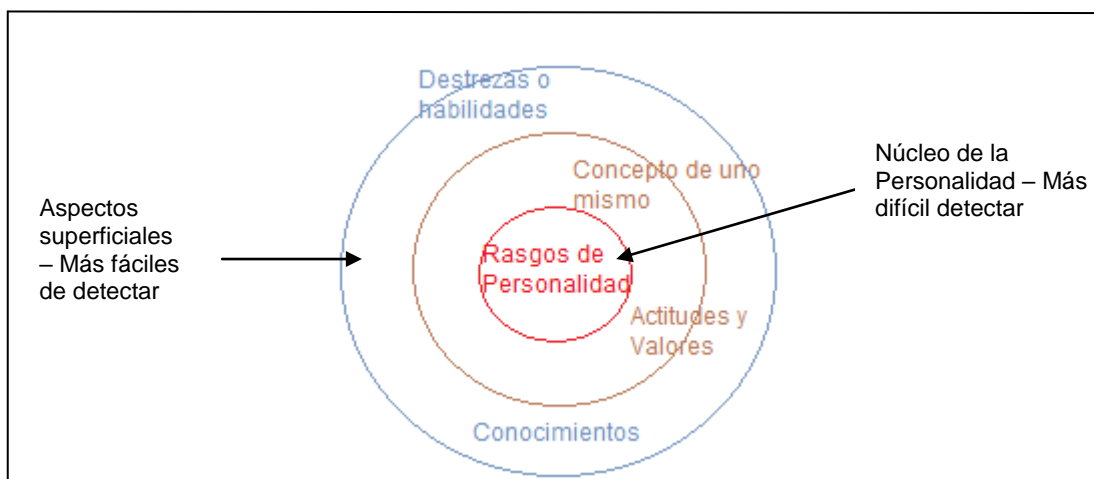 Destrezas o
habilidades
Concepto de uno
mismo
Núcleo de la
Personalidad – Más
difícil detectar
Aspectos
superficiales
– Más fáciles
de detectar
Rasgos de
Personalidad
Actitudes y
Valores
Conocimientos